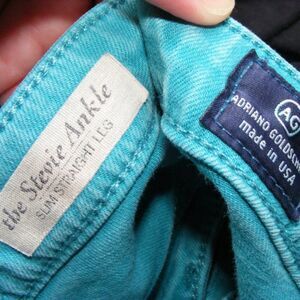 the Stevie Ankle
SLIM STRAIGHT LEG
AG
ADRIANO GOLDSCH
made in USA